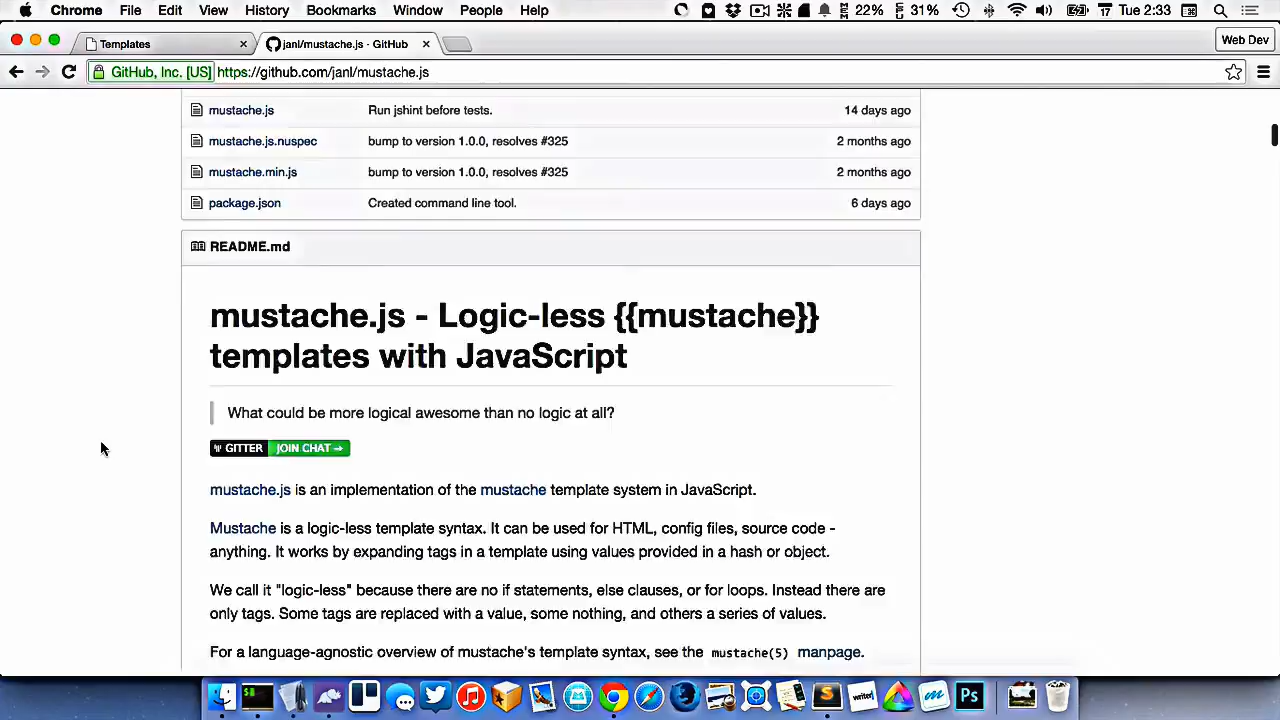 Chrome File Edit View History Bookmarks Window People Help 22% 31% 17 Tue 2:33
Templates janl/mustache.js - GitHub Web Dev
GitHub, Inc. [US] https://github.com/janl/mustache.js
mustache.js Run jshint before tests. 14 days ago
mustache.js.nuspec bump to version 1.0.0, resolves #325 2 months ago
mustache.min.js bump to version 1.0.0, resolves #325 2 months ago
package.json Created command line tool. 6 days ago
README.md
mustache.js - Logic-less {{mustache}}
templates with JavaScript
What could be more logical awesome than no logic at all?
GITTER JOIN CHAT →
mustache.js is an implementation of the mustache template system in JavaScript.
Mustache is a logic-less template syntax. It can be used for HTML, config files, source code -
anything. It works by expanding tags in a template using values provided in a hash or object.
We call it "logic-less" because there are no if statements, else clauses, or for loops. Instead there are
only tags. Some tags are replaced with a value, some nothing, and others a series of values.
For a language-agnostic overview of mustache's template syntax, see the mustache(5) manpage.
writer Ps